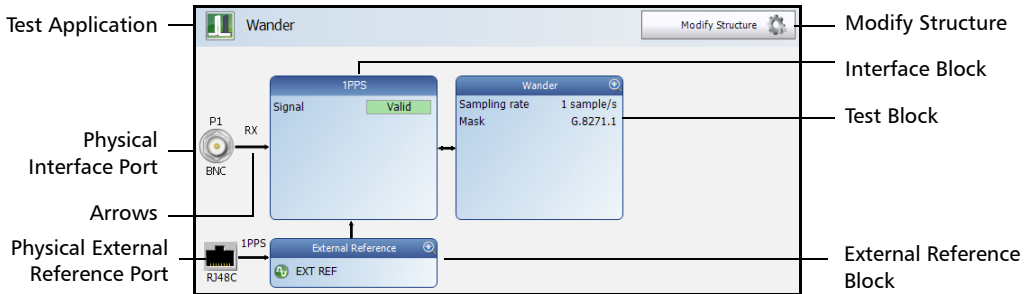 Test Application
Wander
Modify Structure
Modify Structure
Interface Block
1PPS
Signal
Valid
Wander
Sampling rate
1 sample/s
Mask
G.8271.1
Test Block
P1
RX
BNC
Physical
Interface Port
Arrows
Physical External
Reference Port
1PPS
RJ48C
External Reference
EXT REF
External Reference
Block